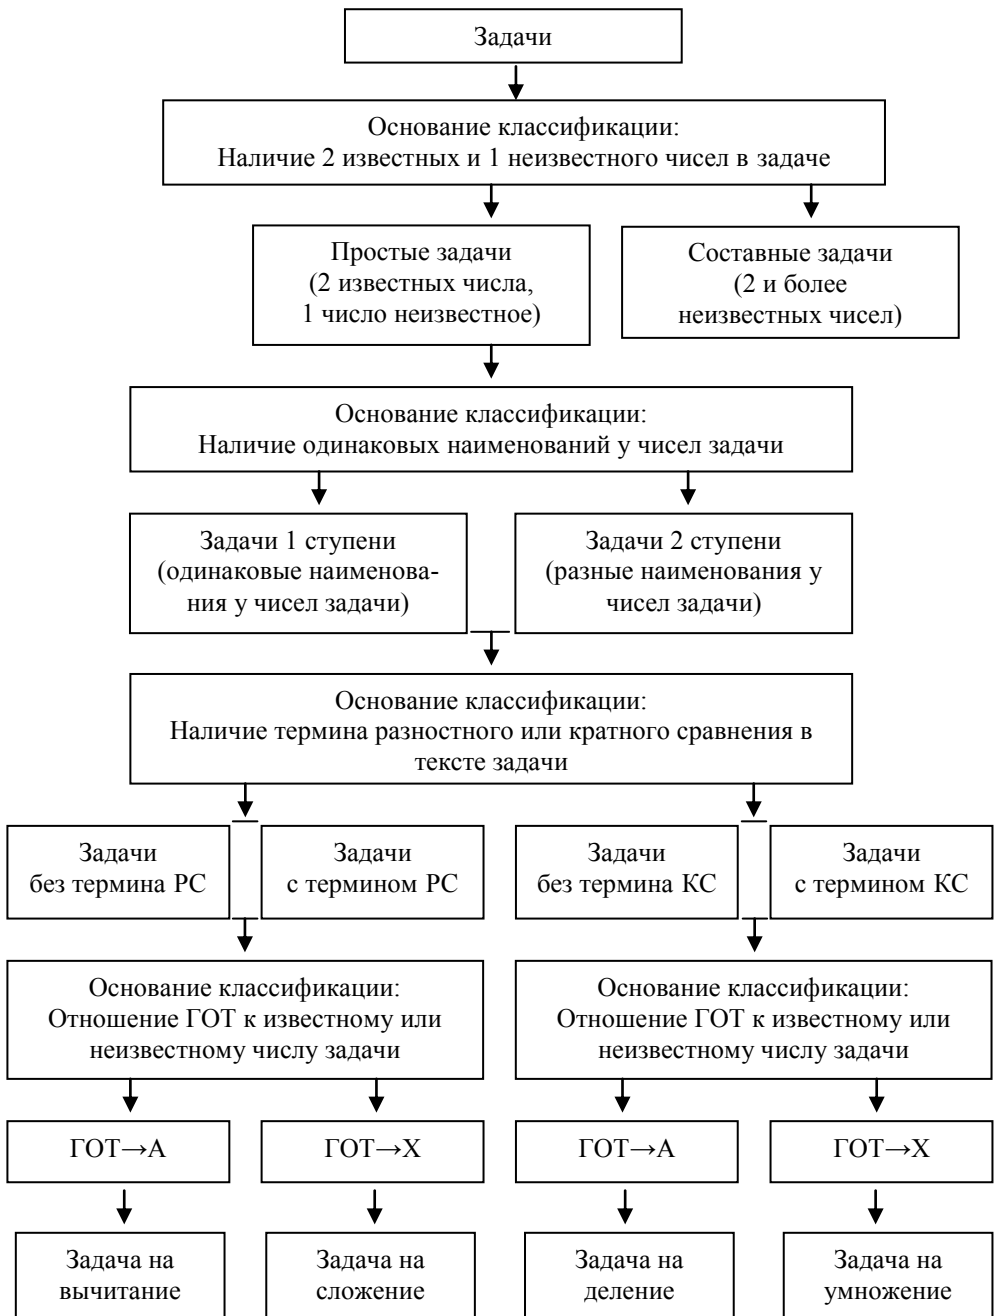 Задачи
Основание классификации:
Наличие 2 известных и 1 неизвестного чисел в задаче
Простые задачи
(2 известных числа,
1 число неизвестное)
Составные задачи
(2 и более
неизвестных чисел)
Основание классификации:
Наличие одинаковых наименований у чисел задачи
Задачи 1 ступени
(одинаковые наименова-
ния у чисел задачи)
Задачи 2 ступени
(разные наименования у
чисел задачи)
Основание классификации:
Наличие термина разностного или кратного сравнения в
тексте задачи
Задачи
без термина РС
Задачи
с термином РС
Задачи
без термина КС
Задачи
с термином КС
Основание классификации:
Отношение ГОТ к известному или
неизвестному числу задачи
Основание классификации:
Отношение ГОТ к известному или
неизвестному числу задачи
ГОТ→А
ГОТ→Х
ГОТ→А
ГОТ→Х
Задача на
вычитание
Задача на
сложение
Задача на
деление
Задача на
умножение